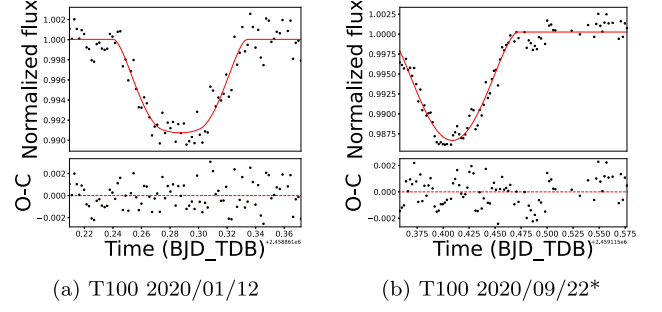 1.002
1.000
0.998
0.996
0.994
0.992
0.990
Normalized flux
0.002
0.000
−0.002
O-C
0.22 0.24 0.26 0.28 0.30 0.32 0.34 0.36
Time (BJD_TDB) +2.458861e6
(a) T100 2020/01/12
1.0025
1.0000
0.9975
0.9950
0.9925
0.9900
0.9875
Normalized flux
0.002
0.000
−0.002
O-C
0.375 0.400 0.425 0.450 0.475 0.500 0.525 0.550 0.575
Time (BJD_TDB) +2.459115e6
(b) T100 2020/09/22*